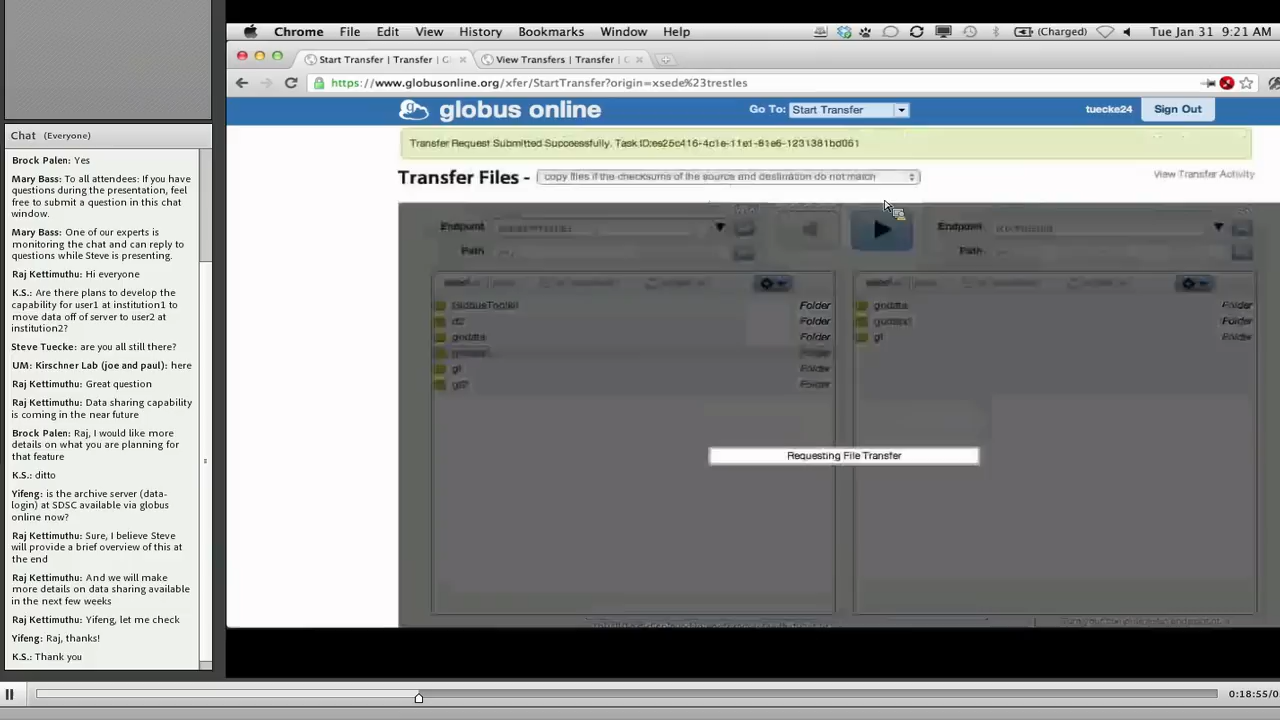 Chrome File Edit View History Bookmarks Window Help (Charged) Tue Jan 31 9:21 AM
Start Transfer | Transfer | G
View Transfers | Transfer |
https://www.globusonline.org/xfer/StartTransfer?origin=xsede%23trestles
globus online
Go To: Start Transfer
tuecke24
Sign Out
Transfer Request Submitted Successfully. Task ID:
Transfer Files - copy files if the checksums of the source and destination do not match
View Transfer Activity
Endpoint
Endpoint
Path
Path
GlobusToolkit Folder
Folder
godata Folder
Folder
Folder
Folder
godata Folder
Folder
Folder
Requesting File Transfer
Chat (Everyone)
Brock Palen: Yes
Mary Bass: To all attendees: If you have
questions during the presentation, feel
free to submit a question in this chat
window.
Mary Bass: One of our experts is
monitoring the chat and can reply to
questions while Steve is presenting.
Raj Kettimuthu: Hi everyone
K.S.: Are there plans to develop the
capability for user1 at institution1 to
move data off of server to user2 at
institution2?
Steve Tuecke: are you all still there?
UM: Kirschner Lab (joe and paul): here
Raj Kettimuthu: Great question
Raj Kettimuthu: Data sharing capability
is coming in the near future
Brock Palen: Raj, I would like more
details on what you are planning for
that feature
K.S.: ditto
Yifeng: is the archive server (data-
login) at SDSC available via globus
online now?
Raj Kettimuthu: Sure, I believe Steve
will provide a brief overview of this at
the end
Raj Kettimuthu: And we will make
more details on data sharing available
in the next few weeks
Raj Kettimuthu: Yifeng, let me check
Yifeng: Raj, thanks!
K.S.: Thank you
0:18:55/0